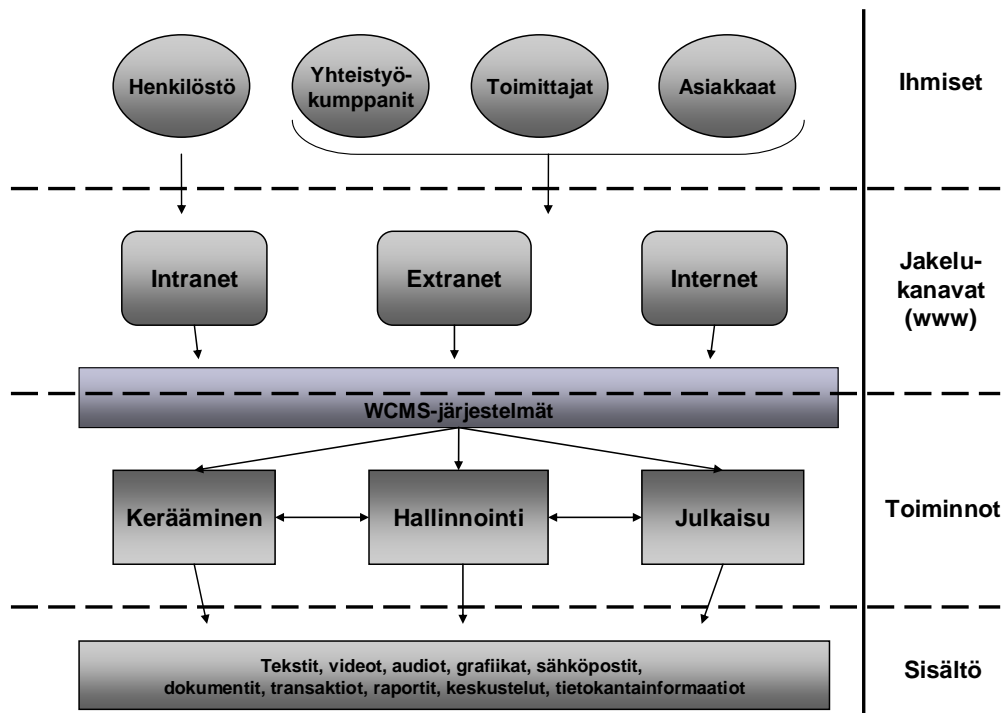 Henkilöstö
Yhteistyö-
kumppanit
Toimittajat
Asiakkaat
Ihmiset
Intranet
Extranet
Internet
Jakelu-
kanavat
(www)
WCMS-järjestelmät
Kerääminen
Hallinnointi
Julkaisu
Toiminnot
Tekstit, videot, audiot, grafiikat, sähköpostit,
dokumentit, transaktiot, raportit, keskustelut, tietokantainformaatiot
Sisältö